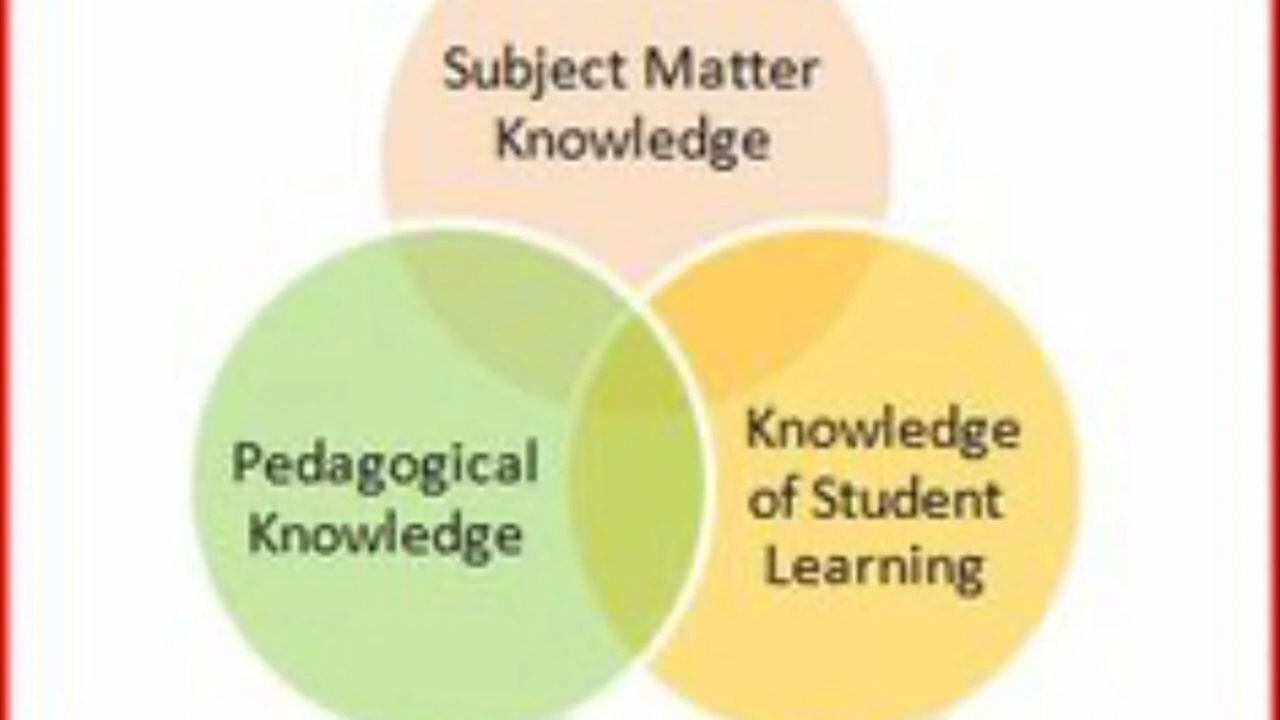 Subject Matter
Knowledge
Pedagogical
Knowledge
Knowledge
of Student
Learning